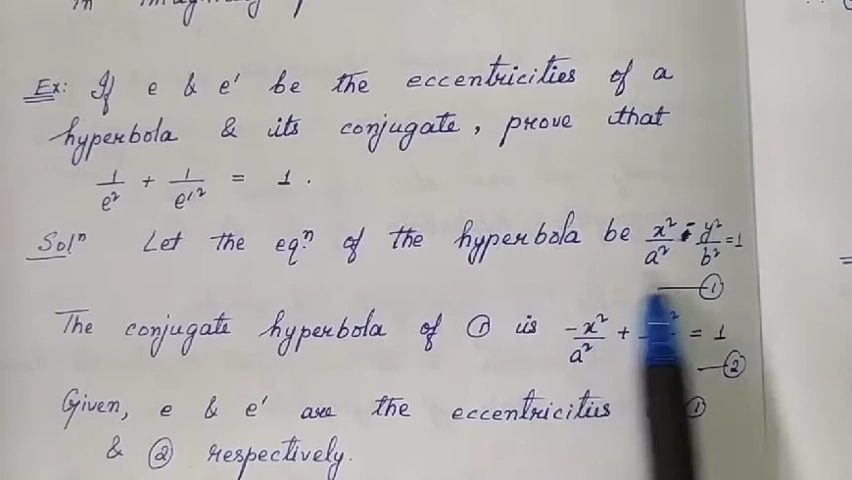 in imaginary
Ex: If e & e' be the eccentricities of a
hyperbola & its conjugate, prove that
1/e² + 1/e'² = 1.
Solⁿ Let the eqⁿ. of the hyperbola be x²/a² - y²/b² = 1
—①
The conjugate hyperbola of ① is -x²/a² + = 1
—②
Given, e & e' are the eccentricities ①
& ② respectively.